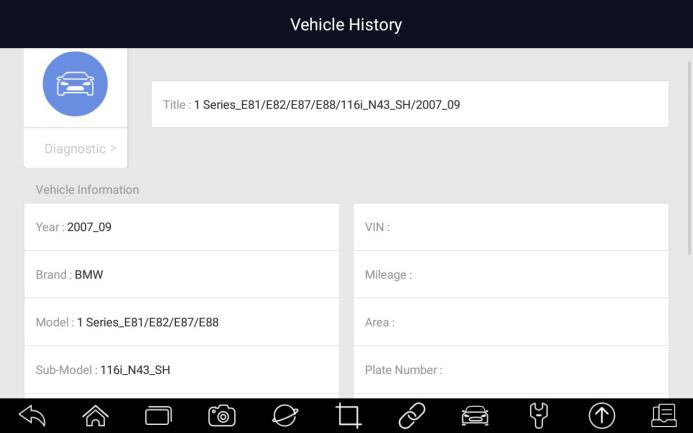 Vehicle History
Title : 1 Series_E81/E82/E87/E88/116i_N43_SH/2007_09
Diagnostic >
Vehicle Information
Year : 2007_09
VIN :
Brand : BMW
Mileage :
Model : 1 Series_E81/E82/E87/E88
Area :
Sub-Model : 116i_N43_SH
Plate Number :